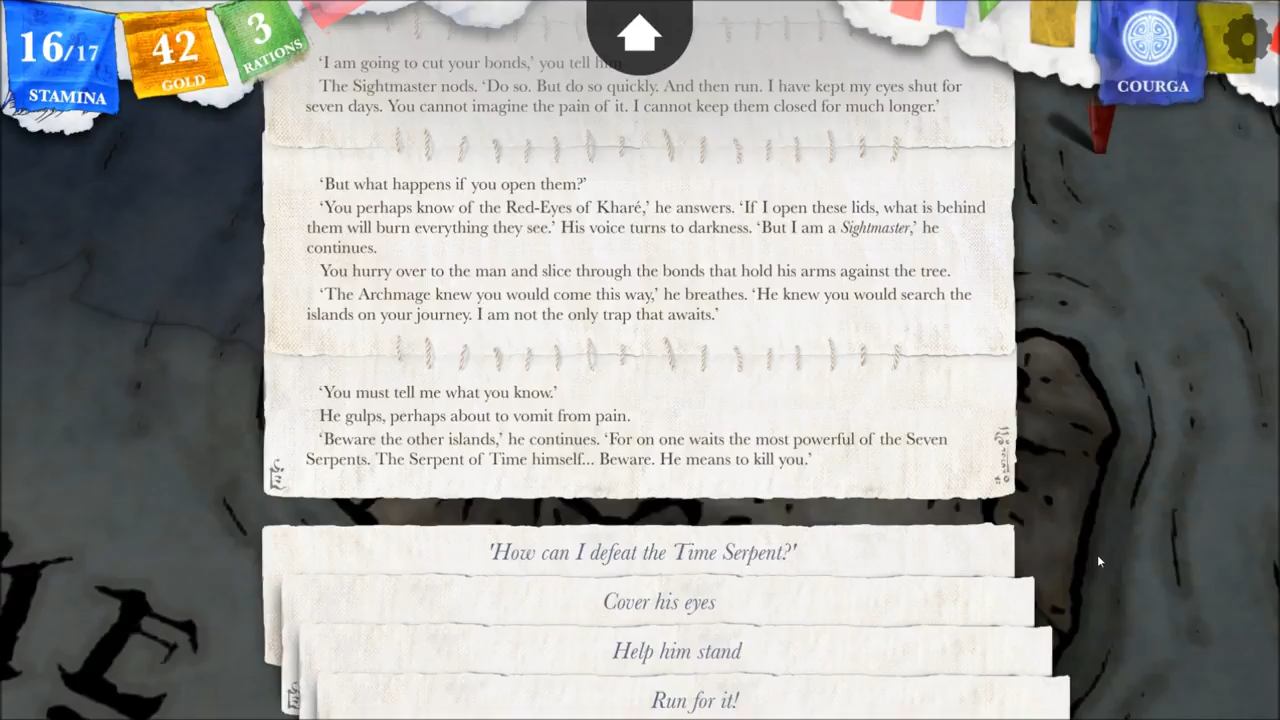 16/17
STAMINA
42
GOLD
3
RATIONS
COURGA
‘I am going to cut your bonds,’ you tell him.
The Sightmaster nods. ‘Do so. But do so quickly. And then run. I have kept my eyes shut for
seven days. You cannot imagine the pain of it. I cannot keep them closed for much longer.’
‘But what happens if you open them?’
‘You perhaps know of the Red-Eyes of Kharé,’ he answers. ‘If I open these lids, what is behind
them will burn everything they see.’ His voice turns to darkness. ‘But I am a Sightmaster,’ he
continues.
You hurry over to the man and slice through the bonds that hold his arms against the tree.
‘The Archmage knew you would come this way,’ he breathes. ‘He knew you would search the
islands on your journey. I am not the only trap that awaits.’
‘You must tell me what you know.’
He gulps, perhaps about to vomit from pain.
‘Beware the other islands,’ he continues. ‘For on one waits the most powerful of the Seven
Serpents. The Serpent of Time himself... Beware. He means to kill you.’
'How can I defeat the Time Serpent?'
Cover his eyes
Help him stand
Run for it!